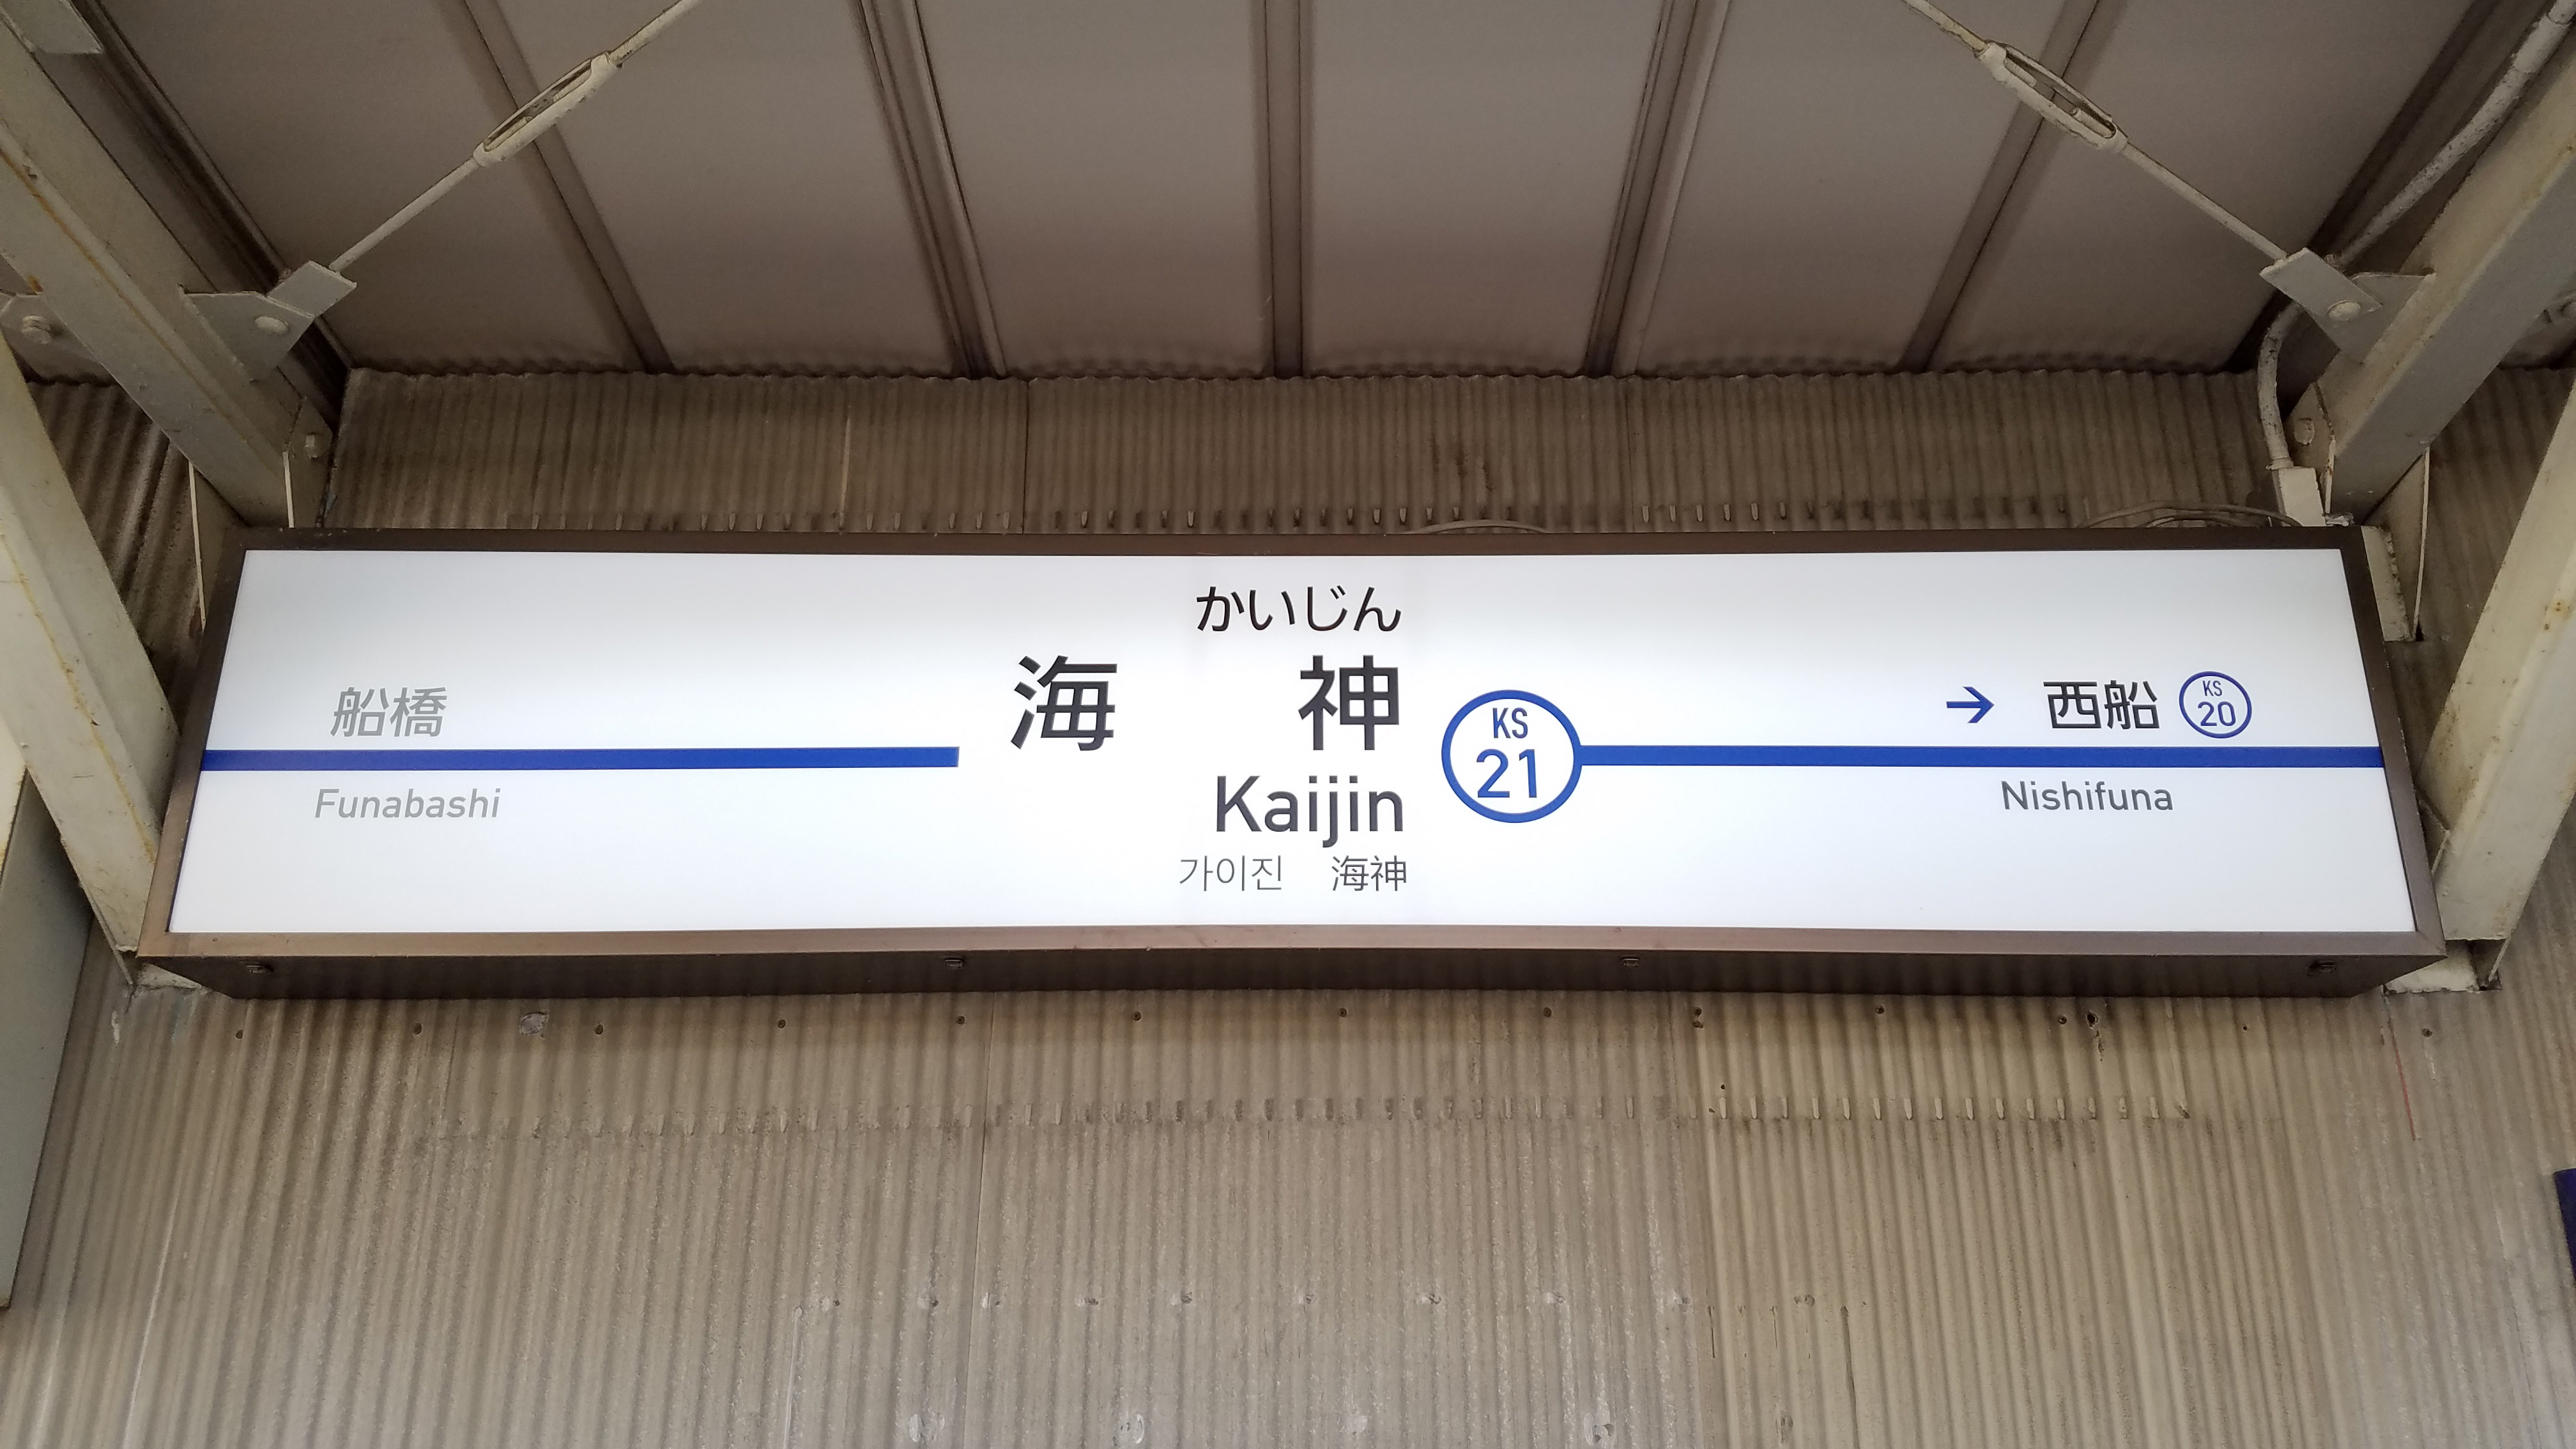 かいじん
海 神
Kaijin
가이진 海神
KS
21
船橋
Funabashi
→ 西船
KS
20
Nishifuna